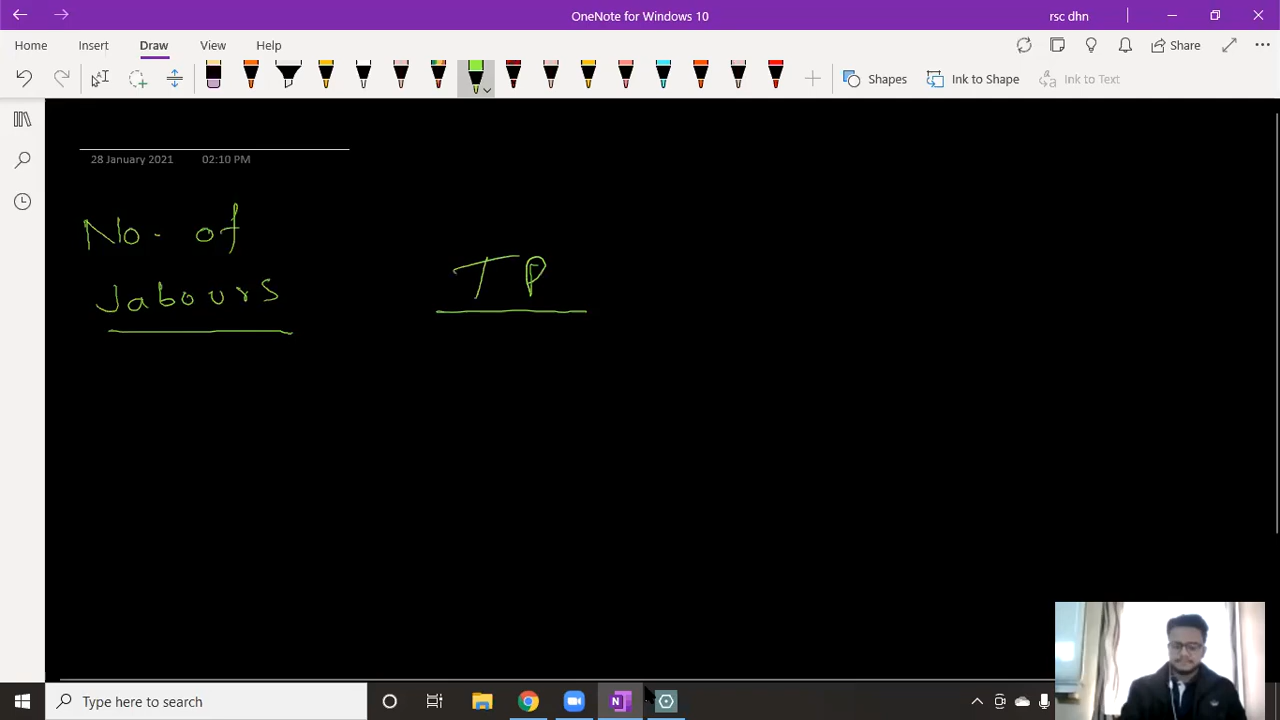 OneNote for Windows 10
rsc dhn
Home Insert Draw View Help
Share
Shapes
Ink to Shape
Ink to Text
28 January 2021 02:10 PM
No. of
Jabours
TP
Type here to search